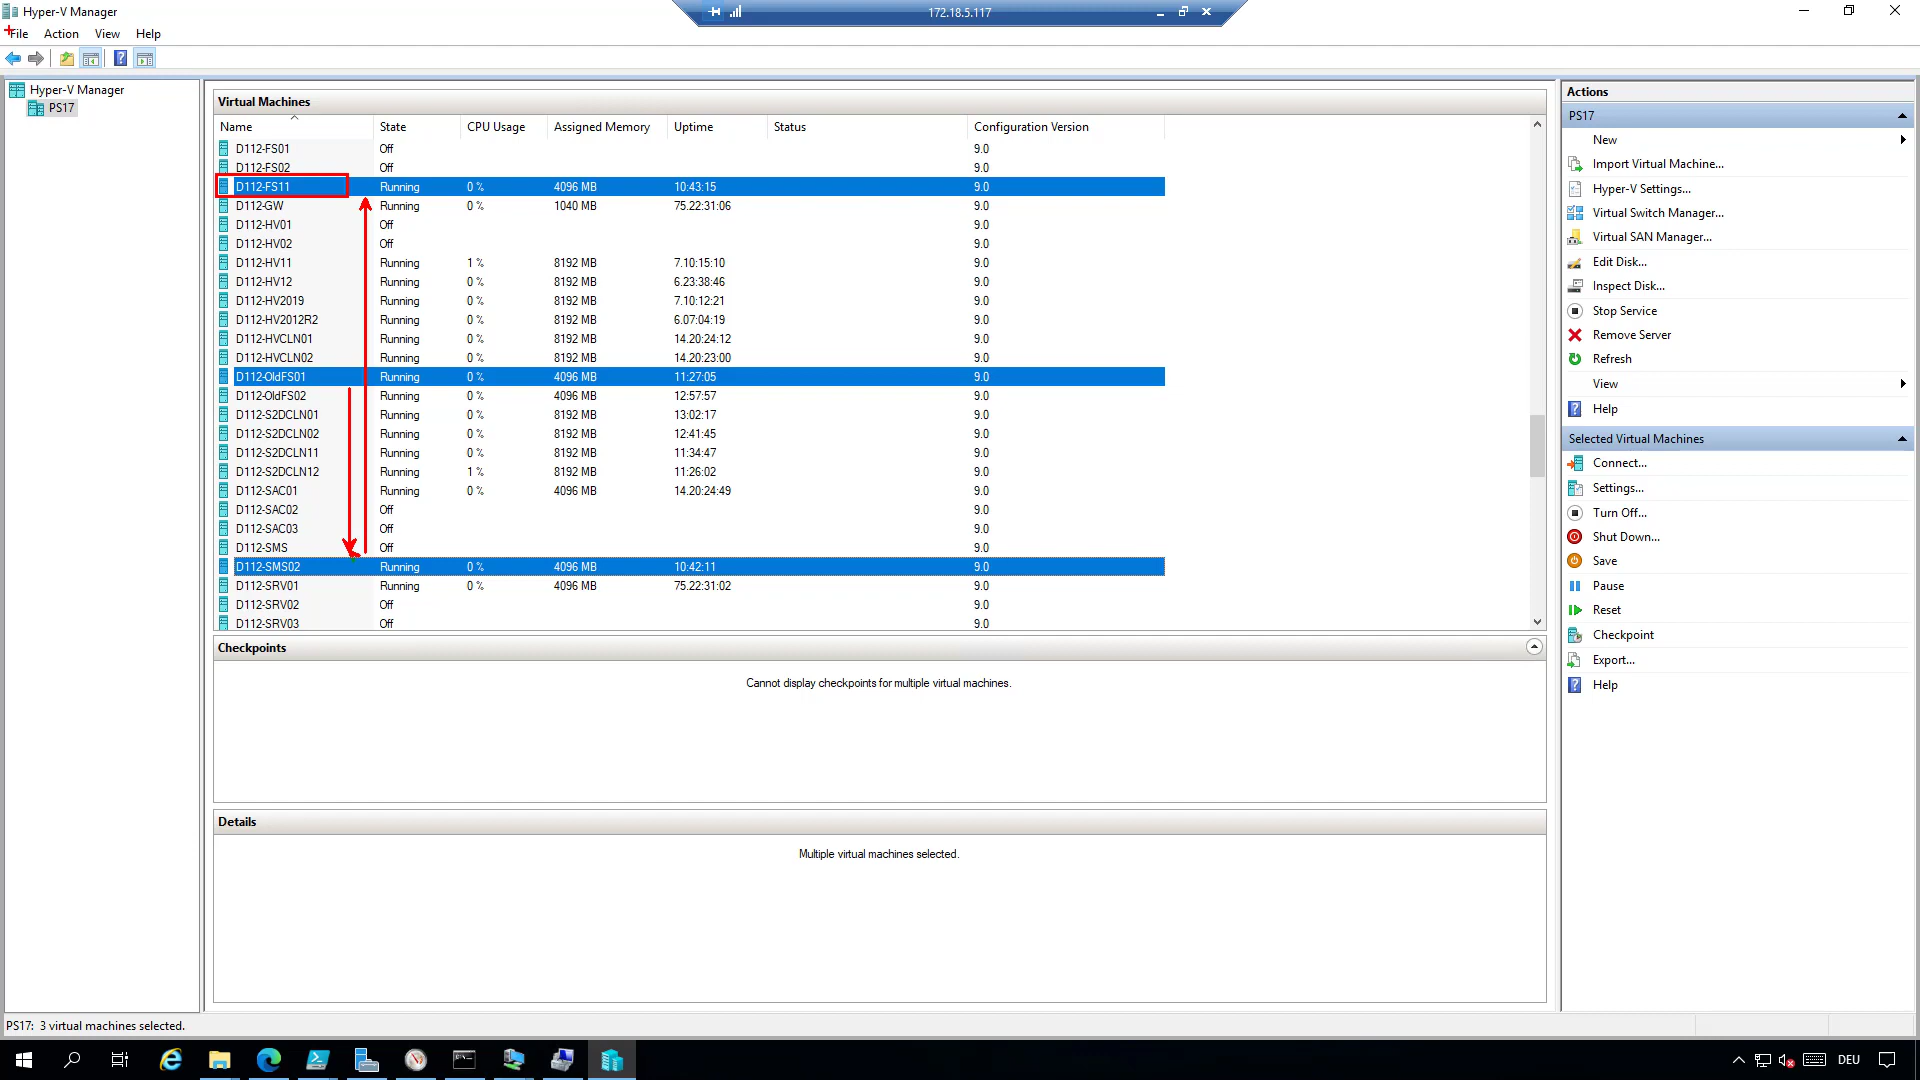 Hyper-V Manager
172.18.5.117
File Action View Help
Hyper-V Manager
PS17
Virtual Machines
Name State CPU Usage Assigned Memory Uptime Status Configuration Version
D112-FS01 Off 9.0
D112-FS02 Off 9.0
D112-FS11 Running 0 % 4096 MB 10:43:15 9.0
D112-GW Running 0 % 1040 MB 75.22:31:06 9.0
D112-HV01 Off 9.0
D112-HV02 Off 9.0
D112-HV11 Running 1 % 8192 MB 7.10:15:10 9.0
D112-HV12 Running 0 % 8192 MB 6.23:38:46 9.0
D112-HV2019 Running 0 % 8192 MB 7.10:12:21 9.0
D112-HV2012R2 Running 0 % 8192 MB 6.07:04:19 9.0
D112-HVCLN01 Running 0 % 8192 MB 14.20:24:12 9.0
D112-HVCLN02 Running 0 % 8192 MB 14.20:23:00 9.0
D112-OldFS01 Running 0 % 4096 MB 11:27:05 9.0
D112-OldFS02 Running 0 % 4096 MB 12:57:57 9.0
D112-S2DCLN01 Running 0 % 8192 MB 13:02:17 9.0
D112-S2DCLN02 Running 0 % 8192 MB 12:41:45 9.0
D112-S2DCLN11 Running 0 % 8192 MB 11:34:47 9.0
D112-S2DCLN12 Running 1 % 8192 MB 11:26:02 9.0
D112-SAC01 Running 0 % 4096 MB 14.20:24:49 9.0
D112-SAC02 Off 9.0
D112-SAC03 Off 9.0
D112-SMS Off 9.0
D112-SMS02 Running 0 % 4096 MB 10:42:11 9.0
D112-SRV01 Running 0 % 4096 MB 75.22:31:02 9.0
D112-SRV02 Off 9.0
D112-SRV03 Off 9.0
Checkpoints
Cannot display checkpoints for multiple virtual machines.
Details
Multiple virtual machines selected.
Actions
PS17
New
Import Virtual Machine...
Hyper-V Settings...
Virtual Switch Manager...
Virtual SAN Manager...
Edit Disk...
Inspect Disk...
Stop Service
Remove Server
Refresh
View
Help
Selected Virtual Machines
Connect...
Settings...
Turn Off...
Shut Down...
Save
Pause
Reset
Checkpoint
Export...
Help
PS17: 3 virtual machines selected.
DEU